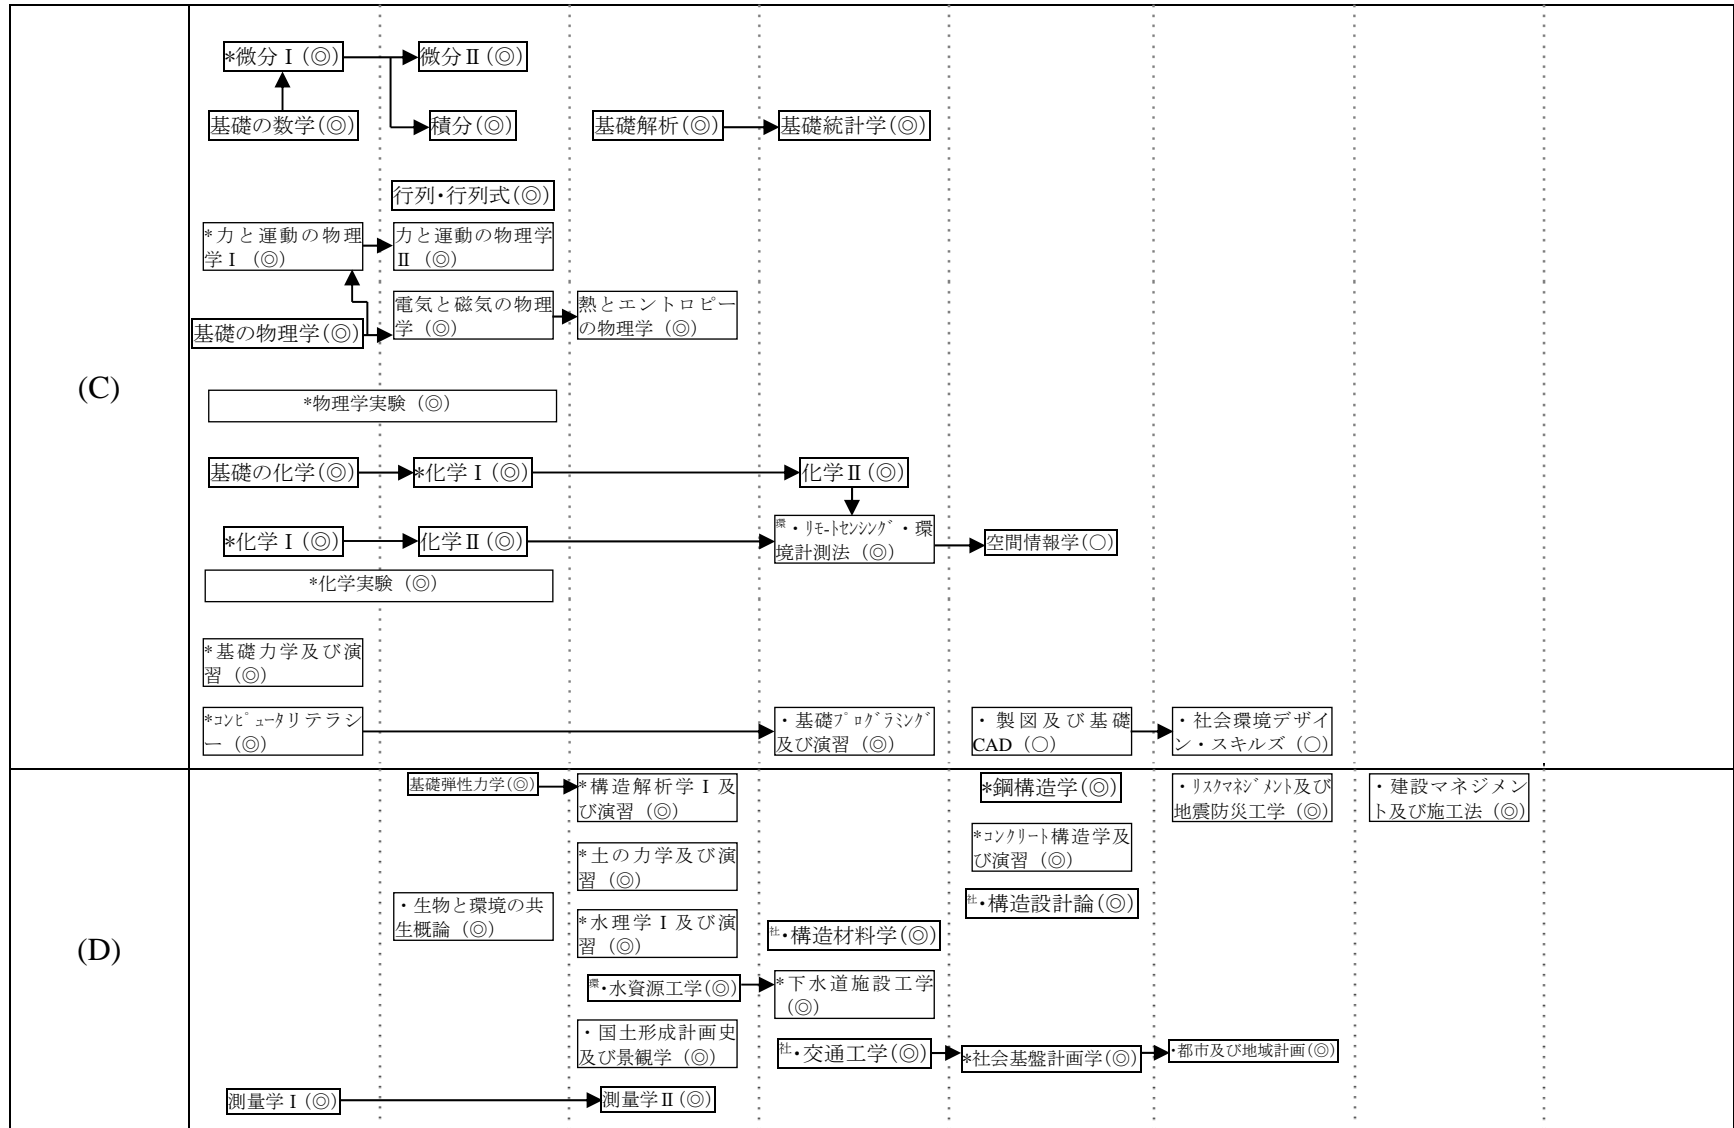 (C)
*微分Ⅰ(◎)
微分Ⅱ(◎)
基礎の数学(◎)
積分(◎)
基礎解析(◎)
基礎統計学(◎)
行列・行列式(◎)
*力と運動の物理
学Ⅰ (◎)
力と運動の物理学
Ⅱ (◎)
基礎の物理学(◎)
電気と磁気の物理
学 (◎)
熱とエントロピー
の物理学 (◎)
*物理学実験 (◎)
基礎の化学(◎)
*化学Ⅰ(◎)
化学Ⅱ(◎)
*化学Ⅰ(◎)
化学Ⅱ(◎)
環・ﾘﾓｰﾄｾﾝｼﾝｸﾞ・環
境計測法 (◎)
空間情報学(○)
*化学実験 (◎)
*基礎力学及び演
習 (◎)
*ｺﾝﾋﾟｭｰﾀリテラシ
ー (◎)
・基礎ﾌﾟﾛｸﾞﾗﾐﾝｸﾞ
及び演習 (◎)
・製図及び基礎
CAD (○)
・社会環境デザイ
ン・スキルズ (○)
(D)
基礎弾性力学(◎)
*構造解析学Ⅰ及
び演習 (◎)
*鋼構造学(◎)
・ﾘｽｸﾏﾈｼﾞﾒﾝﾄ及び
地震防災工学 (◎)
・建設マネジメン
ト及び施工法 (◎)
*土の力学及び演
習 (◎)
*ｺﾝｸﾘｰﾄ構造学及
び演習 (◎)
・生物と環境の共
生概論 (◎)
*水理学Ⅰ及び演
習 (◎)
社・構造材料学(◎)
社・構造設計論(◎)
環・水資源工学(◎)
*下水道施設工学
(◎)
・国土形成計画史
及び景観学 (◎)
社・交通工学(◎)
*社会基盤計画学(◎)
・都市及び地域計画(◎)
測量学Ⅰ(◎)
測量学Ⅱ(◎)